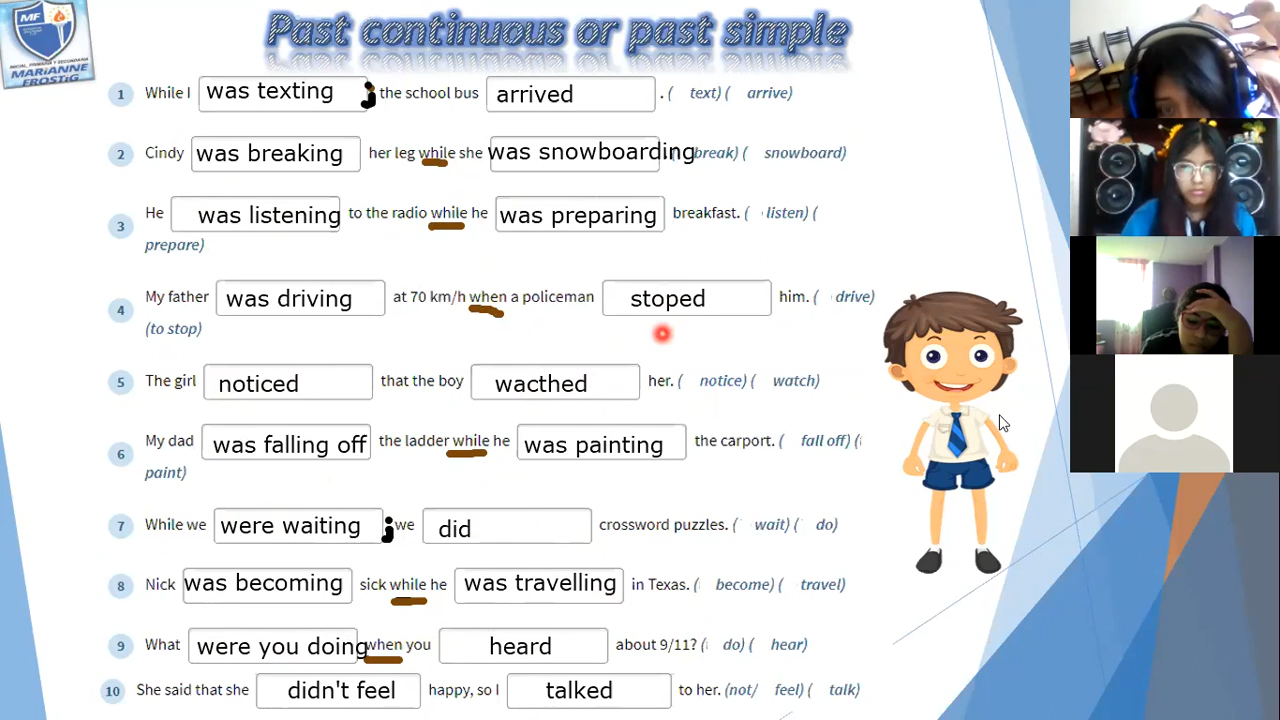 MF
INICIAL, PRIMARIA Y SECUNDARIA
MARIANNE
FROSTIG
Past continuous or past simple
1 While I was texting ; the school bus arrived . ( text) ( arrive)
2 Cindy was breaking her leg while she was snowboarding. ( break) ( snowboard)
3 He was listening to the radio while he was preparing breakfast. ( listen) (
prepare)
4 My father was driving at 70 km/h when a policeman stoped him. ( drive)
(to stop)
5 The girl noticed that the boy wacthed her. ( notice) ( watch)
6 My dad was falling off the ladder while he was painting the carport. ( fall off) (
paint)
7 While we were waiting ; we did crossword puzzles. ( wait) ( do)
8 Nick was becoming sick while he was travelling in Texas. ( become) ( travel)
9 What were you doing when you heard about 9/11? ( do) ( hear)
10 She said that she didn't feel happy, so I talked to her. (not/ feel) ( talk)